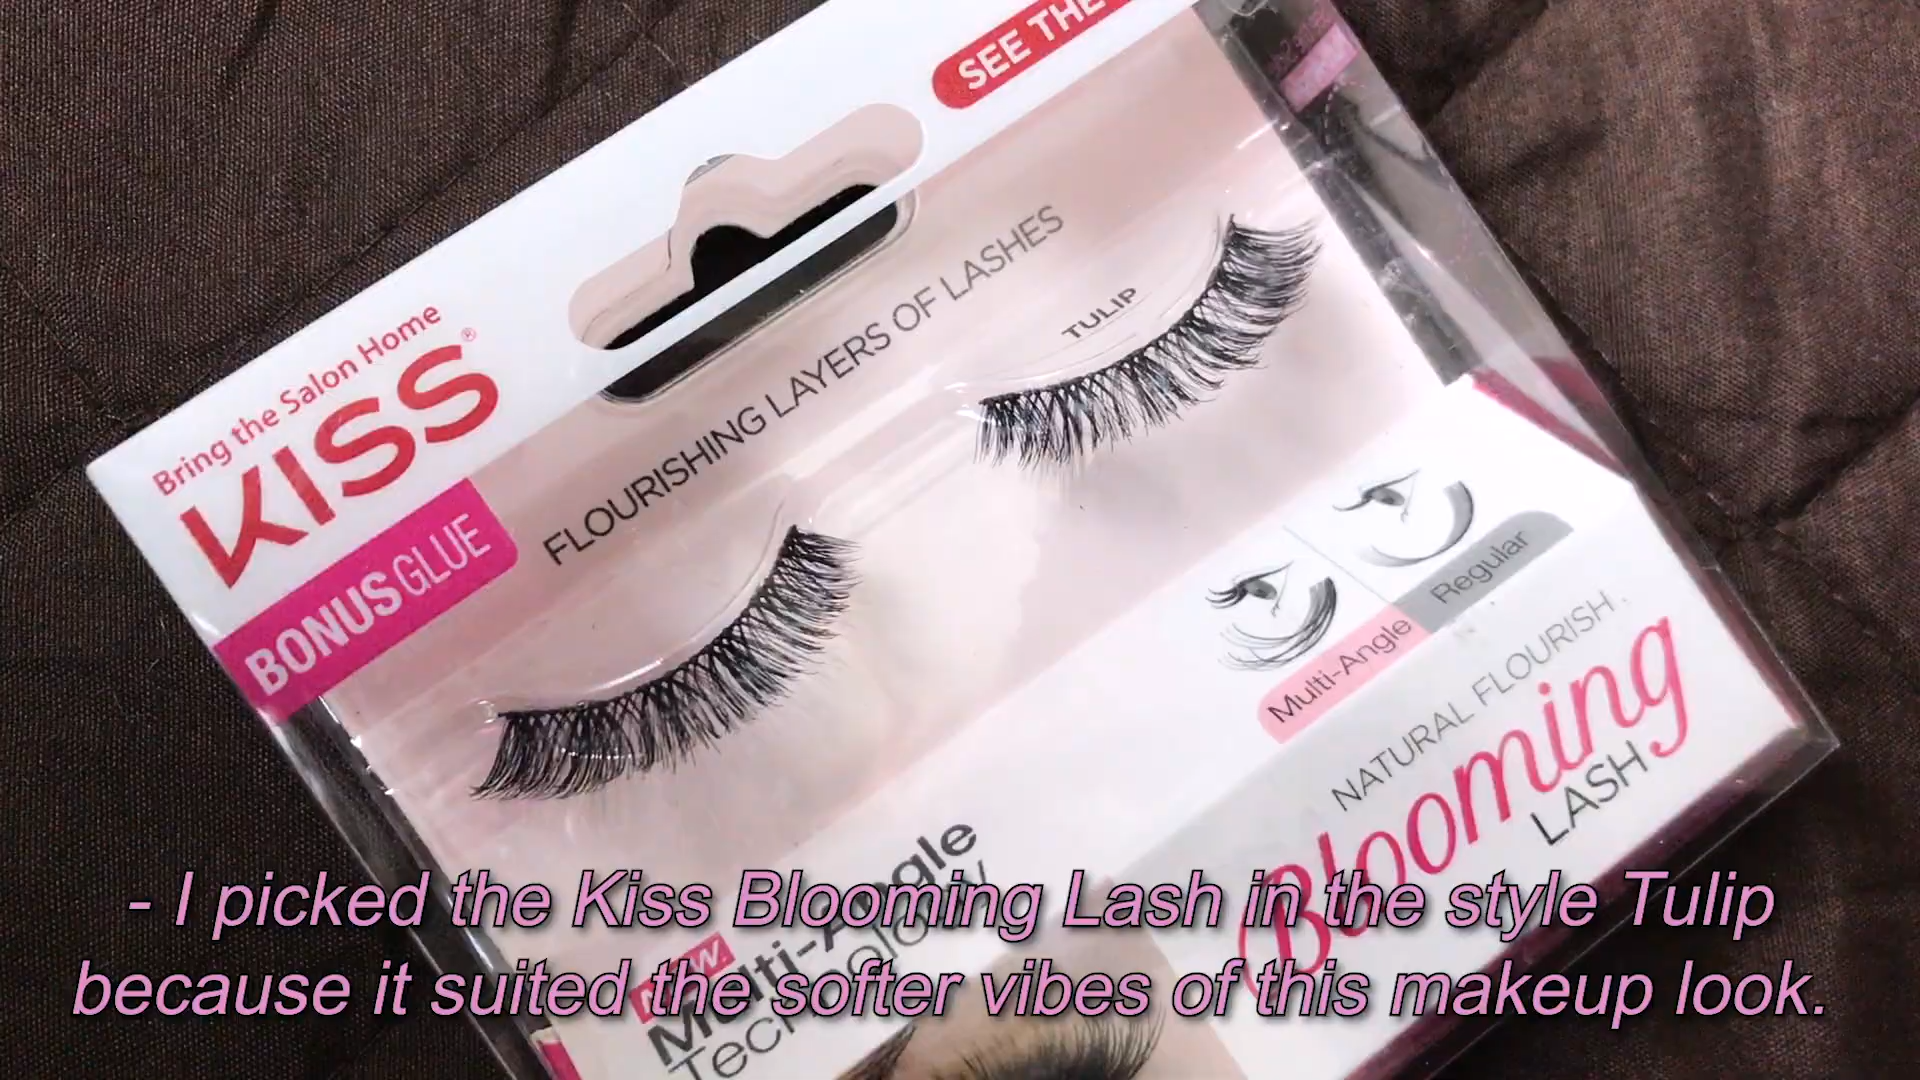 SEE THE
Bring the Salon Home
KISS®
BONUS GLUE
FLOURISHING LAYERS OF LASHES
TULIP
Multi-Angle
Regular
NATURAL FLOURISH
Blooming
LASH
NEW!
Multi-Angle
Technology
- I picked the Kiss Blooming Lash in the style Tulip
because it suited the softer vibes of this makeup look.